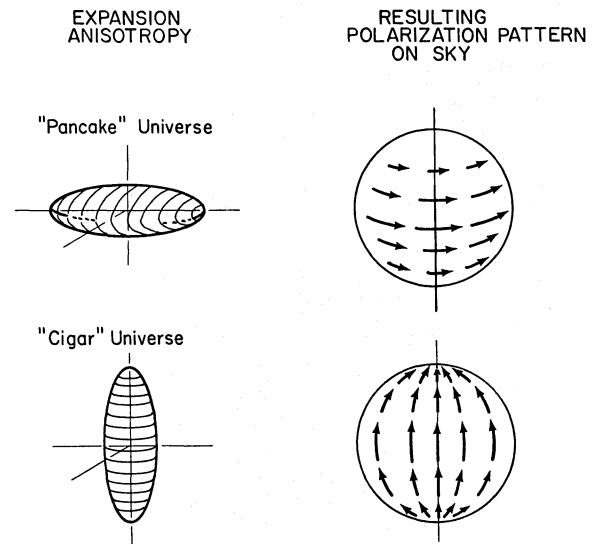 EXPANSION
ANISOTROPY
RESULTING
POLARIZATION PATTERN
ON SKY
"Pancake" Universe
"Cigar" Universe